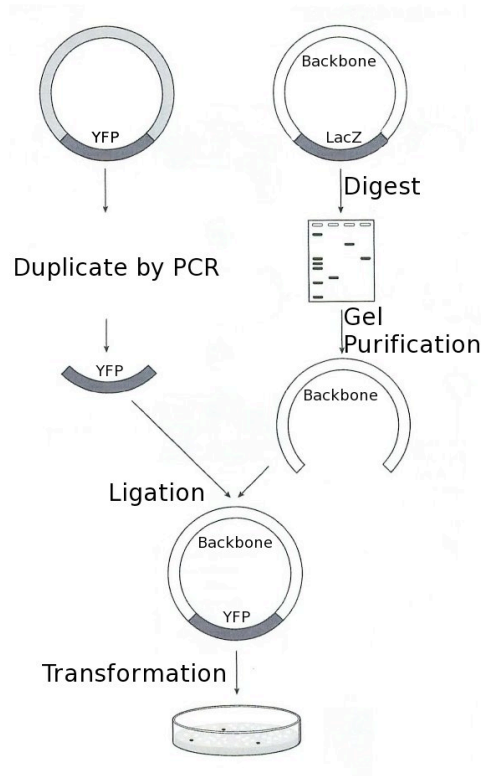 YFP
Backbone
LacZ
Digest
Duplicate by PCR
Gel
Purification
YFP
Backbone
Ligation
Backbone
YFP
Transformation